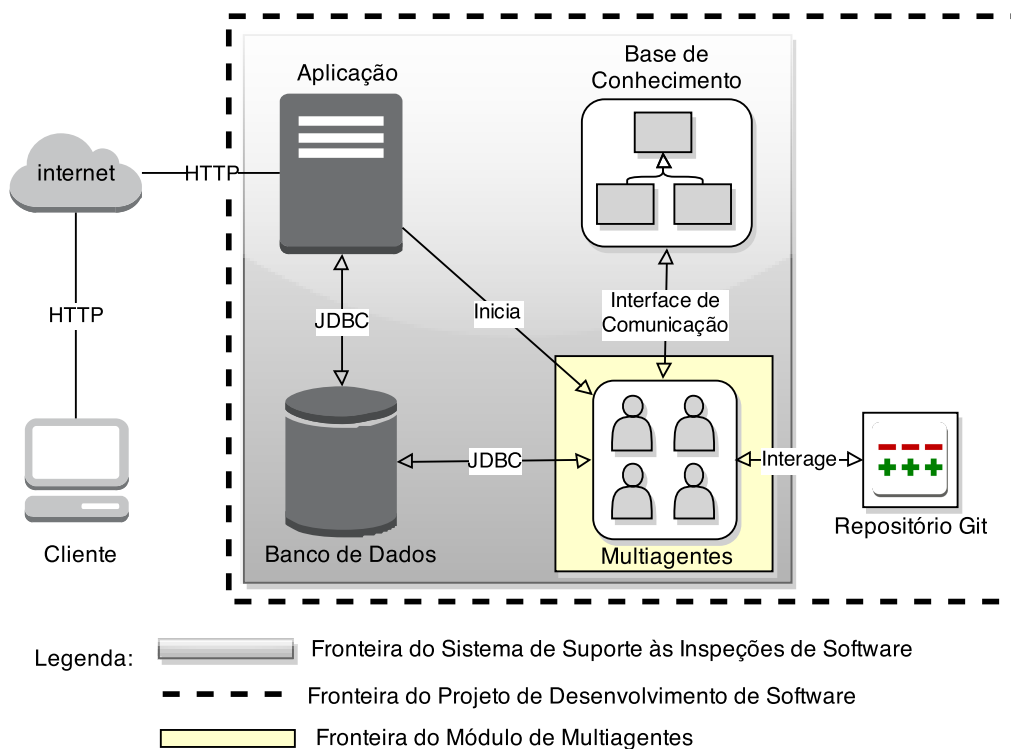 Aplicação
Base de
Conhecimento
internet
HTTP
HTTP
JDBC
Inicia
Interface de
Comunicação
JDBC
Interage
Cliente
Banco de Dados
Multiagentes
Repositório Git
Legenda:
Fronteira do Sistema de Suporte às Inspeções de Software
Fronteira do Projeto de Desenvolvimento de Software
Fronteira do Módulo de Multiagentes